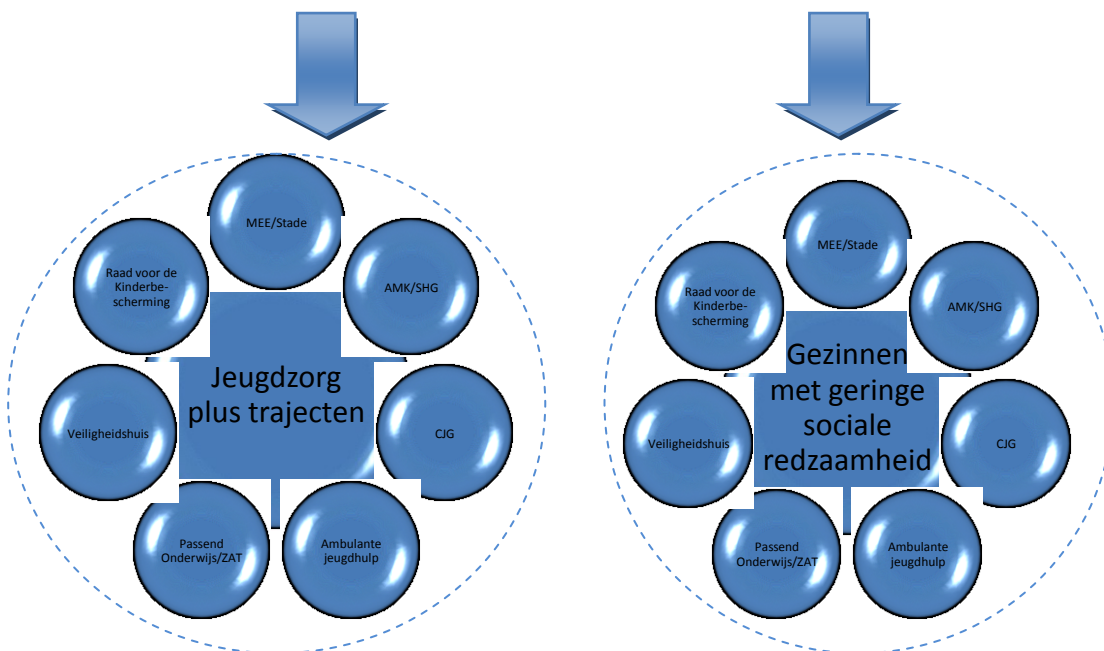 MEE/Stade
Raad voor de
Kinderbe-
scherming
AMK/SHG
Jeugdzorg
plus trajecten
Veiligheidshuis
CJG
Passend
Onderwijs/ZAT
Ambulante
jeugdhulp
MEE/Stade
Raad voor de
Kinderbe-
scherming
AMK/SHG
Gezinnen
met geringe
sociale
redzaamheid
Veiligheidshuis
CJG
Passend
Onderwijs/ZAT
Ambulante
jeugdhulp